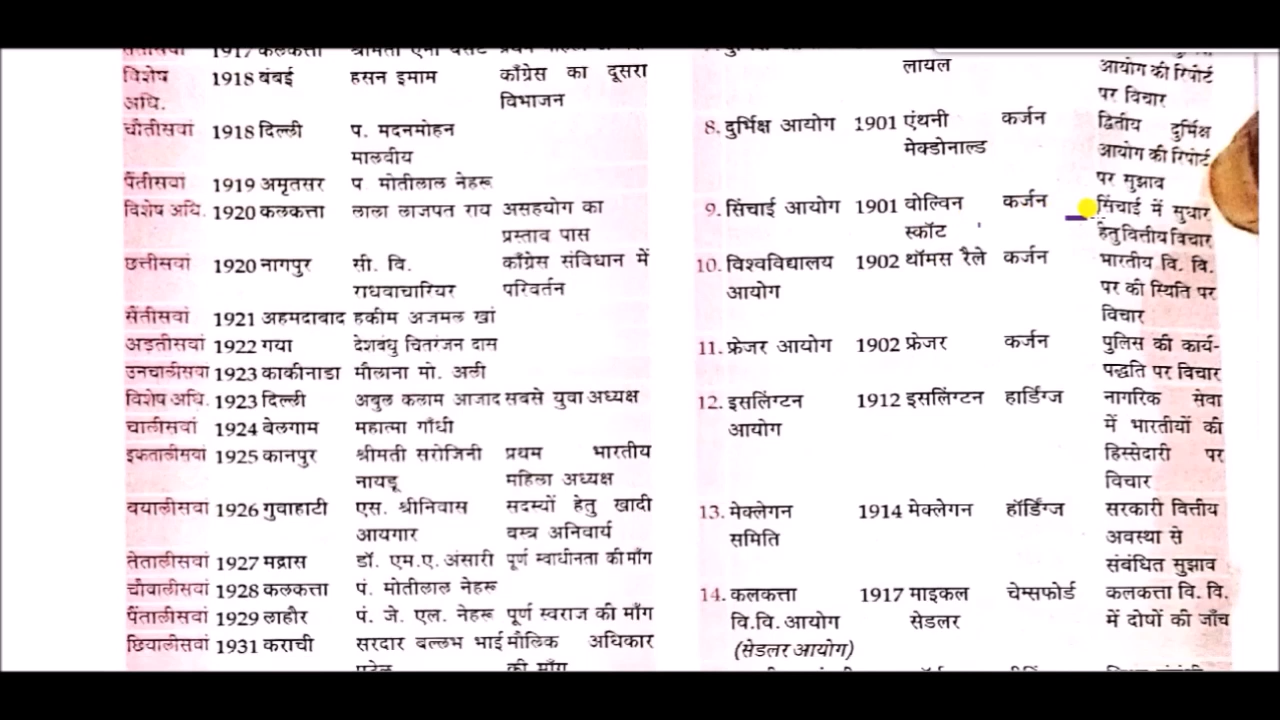 1917 कलकत्ता श्रीमती एनी बेसेंट
विशेष 1918 बंबई हसन इमाम काँग्रेस का दूसरा
अधि. विभाजन
चौंतीसवां 1918 दिल्ली प. मदनमोहन
मालवीय
पैंतीसवां 1919 अमृतसर प मोतीलाल नेहरू
विशेष अधि. 1920 कलकत्ता लाला लाजपत राय असहयोग का
प्रस्ताव पास
छत्तीसवां 1920 नागपुर सी. वि. काँग्रेस संविधान में
राधवाचारियर परिवर्तन
सैंतीसवां 1921 अहमदाबाद हकीम अजमल खां
अड़तीसवां 1922 गया देशबंधु चितरंजन दास
उनचालीसवां 1923 काकीनाडा मौलाना मो. अली
विशेष अधि. 1923 दिल्ली अबुल कलाम आजाद सबसे युवा अध्यक्ष
चालीसवां 1924 बेलगाम महात्मा गाँधी
इकतालीसवां 1925 कानपुर श्रीमती सरोजिनी प्रथम भारतीय
नायडू महिला अध्यक्ष
बयालीसवां 1926 गुवाहाटी एस. श्रीनिवास सदस्यों हेतु खादी
आयगार वस्त्र अनिवार्य
तेतालीसवां 1927 मद्रास डॉ. एम.ए. अंसारी पूर्ण स्वाधीनता की माँग
चौवालीसवां 1928 कलकत्ता पं. मोतीलाल नेहरू
पैंतालीसवां 1929 लाहौर पं. जे. एल. नेहरू पूर्ण स्वराज की माँग
छियालीसवां 1931 कराची सरदार बल्लभ भाई मौलिक अधिकार
पटेल की माँग
लायल आयोग की रिपोर्ट
पर विचार
8. दुर्भिक्ष आयोग 1901 एंथनी कर्जन द्वितीय दुर्भिक्ष
मेक्डोनाल्ड आयोग की रिपोर्ट
पर सुझाव
9. सिंचाई आयोग 1901 वोल्विन कर्जन सिंचाई में सुधार
स्कॉट हेतु वित्तीय विचार
10. विश्वविद्यालय 1902 थॉमस रैले कर्जन भारतीय वि. वि.
आयोग पर की स्थिति पर
विचार
11. फ्रेजर आयोग 1902 फ्रेजर कर्जन पुलिस की कार्य-
पद्धति पर विचार
12. इसलिंग्टन 1912 इसलिंग्टन हार्डिंग्ज नागरिक सेवा
आयोग में भारतीयों की
हिस्सेदारी पर
विचार
13. मेक्लेगन 1914 मेक्लेगन हॉर्डिंग्ज सरकारी वित्तीय
समिति अवस्था से
संबंधित सुझाव
14. कलकत्ता 1917 माइकल चेम्सफोर्ड कलकत्ता वि. वि.
वि.वि. आयोग सेडलर में दोपों की जाँच
(सेडलर आयोग)